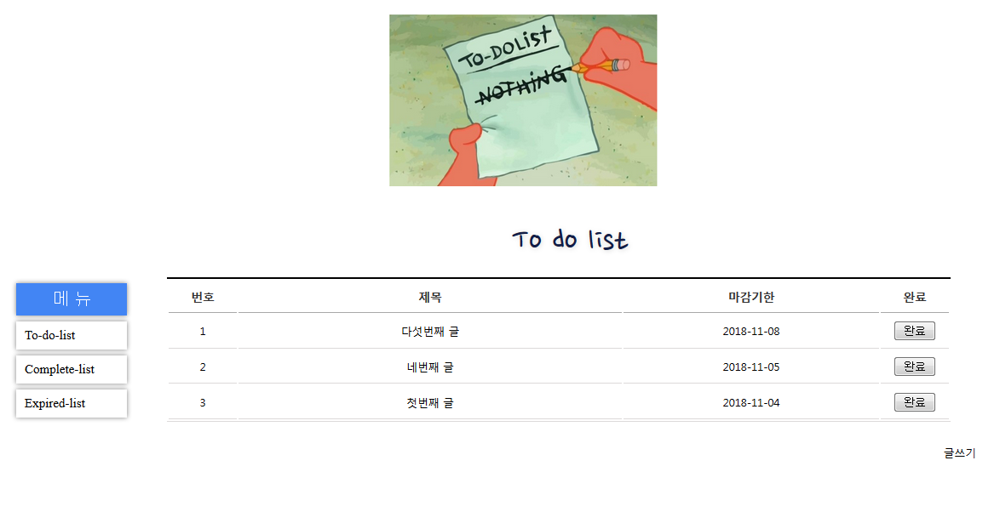 TO-DOLIST
NOTHING
To do list
메 뉴
To-do-list
Complete-list
Expired-list
번호 제목 마감기한 완료
1 다섯번째 글 2018-11-08 완료
2 네번째 글 2018-11-05 완료
3 첫번째 글 2018-11-04 완료
글쓰기